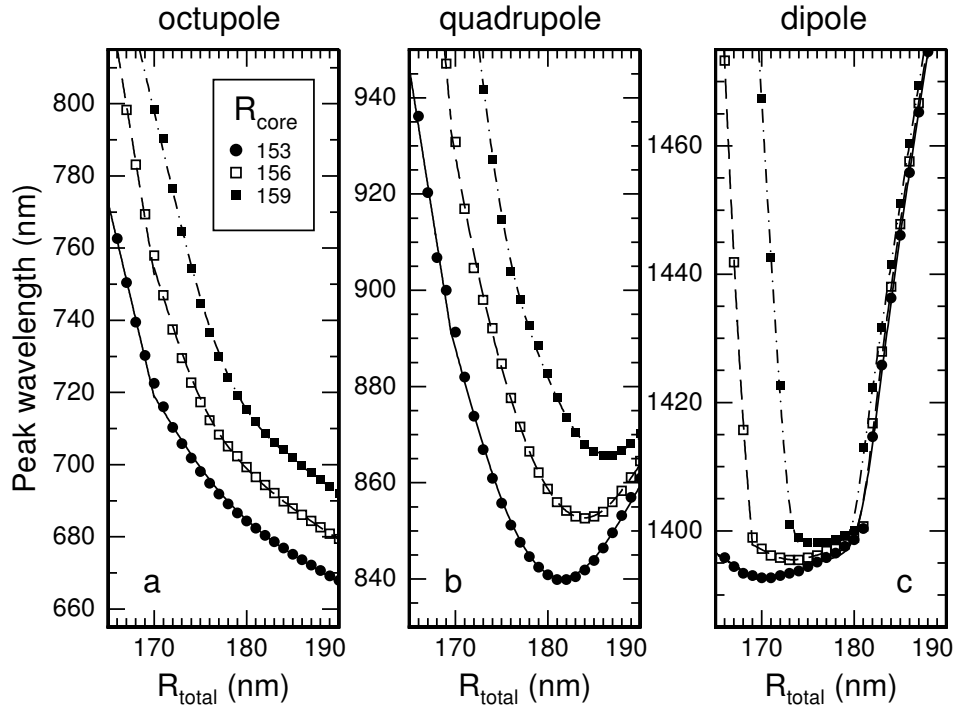 octupole
quadrupole
dipole
Peak wavelength (nm)
800
780
760
740
720
700
680
660
R_core
153
156
159
a
170
180
190
R_total (nm)
940
920
900
880
860
840
b
170
180
190
R_total (nm)
1460
1440
1420
1400
c
170
180
190
R_total (nm)